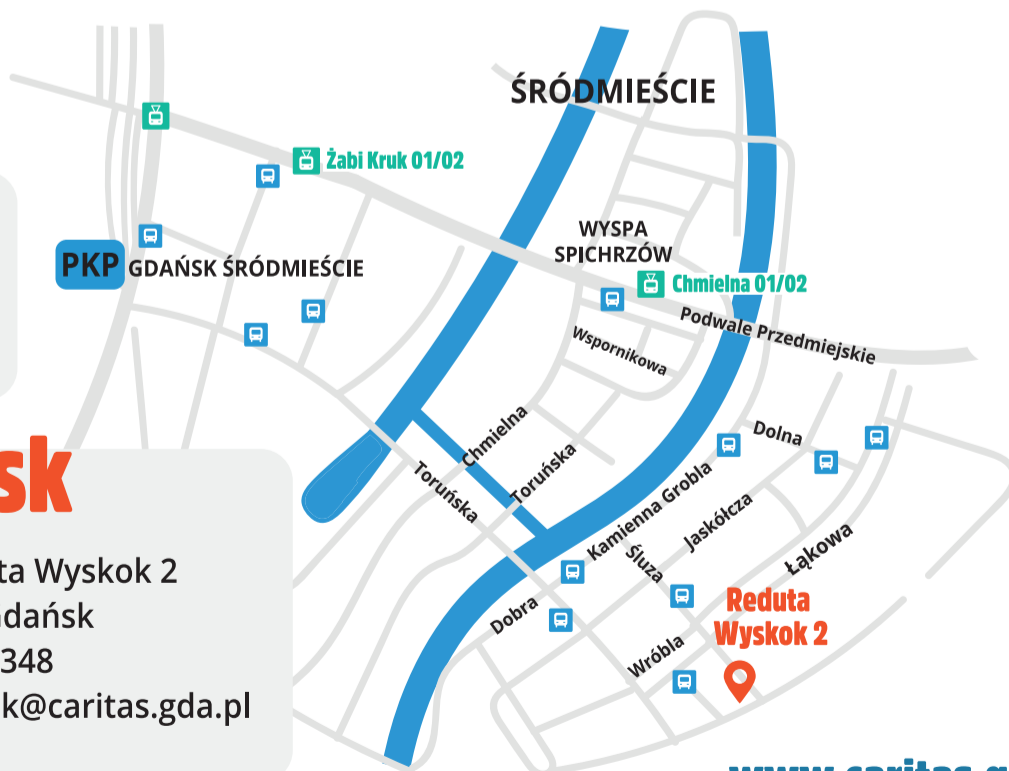 ŚRÓDMIEŚCIE
Żabi Kruk 01/02
WYSPA
SPICHRZÓW
PKP GDAŃSK ŚRÓDMIEŚCIE
Chmielna 01/02
Podwale Przedmiejskie
Wspornikowa
Chmielna
Dolna
Toruńska
Toruńska
Kamienna Grobla
Jaskółcza
Śluza
Łąkowa
Dobra
Wróbla
Reduta
Wyskok 2
sk
ta Wyskok 2
dańsk
348
k@caritas.gda.pl